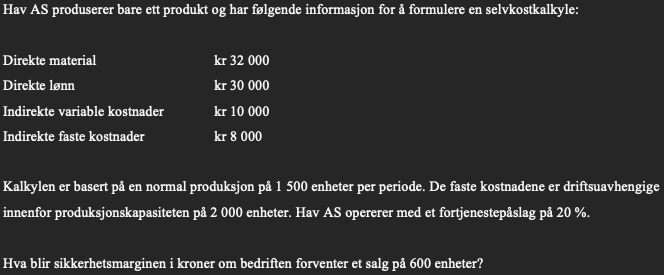 Hav AS produserer bare ett produkt og har følgende informasjon for å formulere en selvkostkalkyle:
Direkte material kr 32 000
Direkte lønn kr 30 000
Indirekte variable kostnader kr 10 000
Indirekte faste kostnader kr 8 000
Kalkylen er basert på en normal produksjon på 1 500 enheter per periode. De faste kostnadene er driftsuavhengige
innenfor produksjonskapasiteten på 2 000 enheter. Hav AS opererer med et fortjenestepåslag på 20 %.
Hva blir sikkerhetsmarginen i kroner om bedriften forventer et salg på 600 enheter?